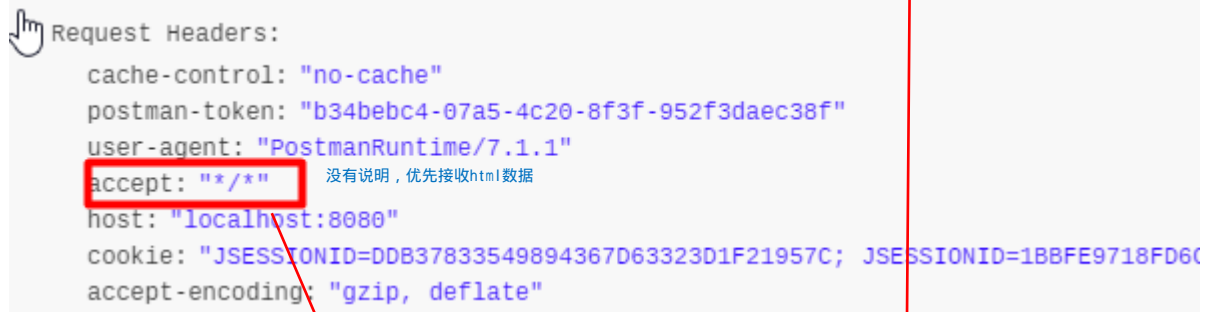 Request Headers:
cache-control: "no-cache"
postman-token: "b34bebc4-07a5-4c20-8f3f-952f3daec38f"
user-agent: "PostmanRuntime/7.1.1"
accept: "*/*" 没有说明，优先接收html数据
host: "localhost:8080"
cookie: "JSESSIONID=DDB37833549894367D63323D1F21957C; JSESSIONID=1BBFE9718FD6
accept-encoding: "gzip, deflate"